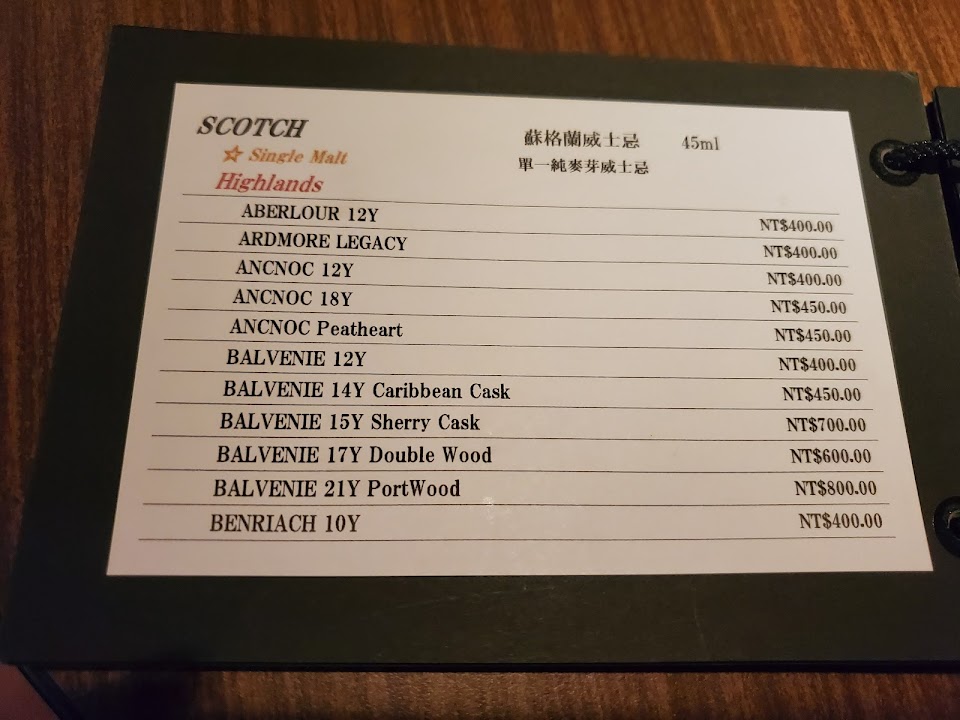 SCOTCH 蘇格蘭威士忌 45ml
☆ Single Malt 單一純麥芽威士忌
Highlands
ABERLOUR 12Y NT$400.00
ARDMORE LEGACY NT$400.00
ANCNOC 12Y NT$400.00
ANCNOC 18Y NT$450.00
ANCNOC Peatheart NT$450.00
BALVENIE 12Y NT$400.00
BALVENIE 14Y Caribbean Cask NT$450.00
BALVENIE 15Y Sherry Cask NT$700.00
BALVENIE 17Y Double Wood NT$600.00
BALVENIE 21Y PortWood NT$800.00
BENRIACH 10Y NT$400.00